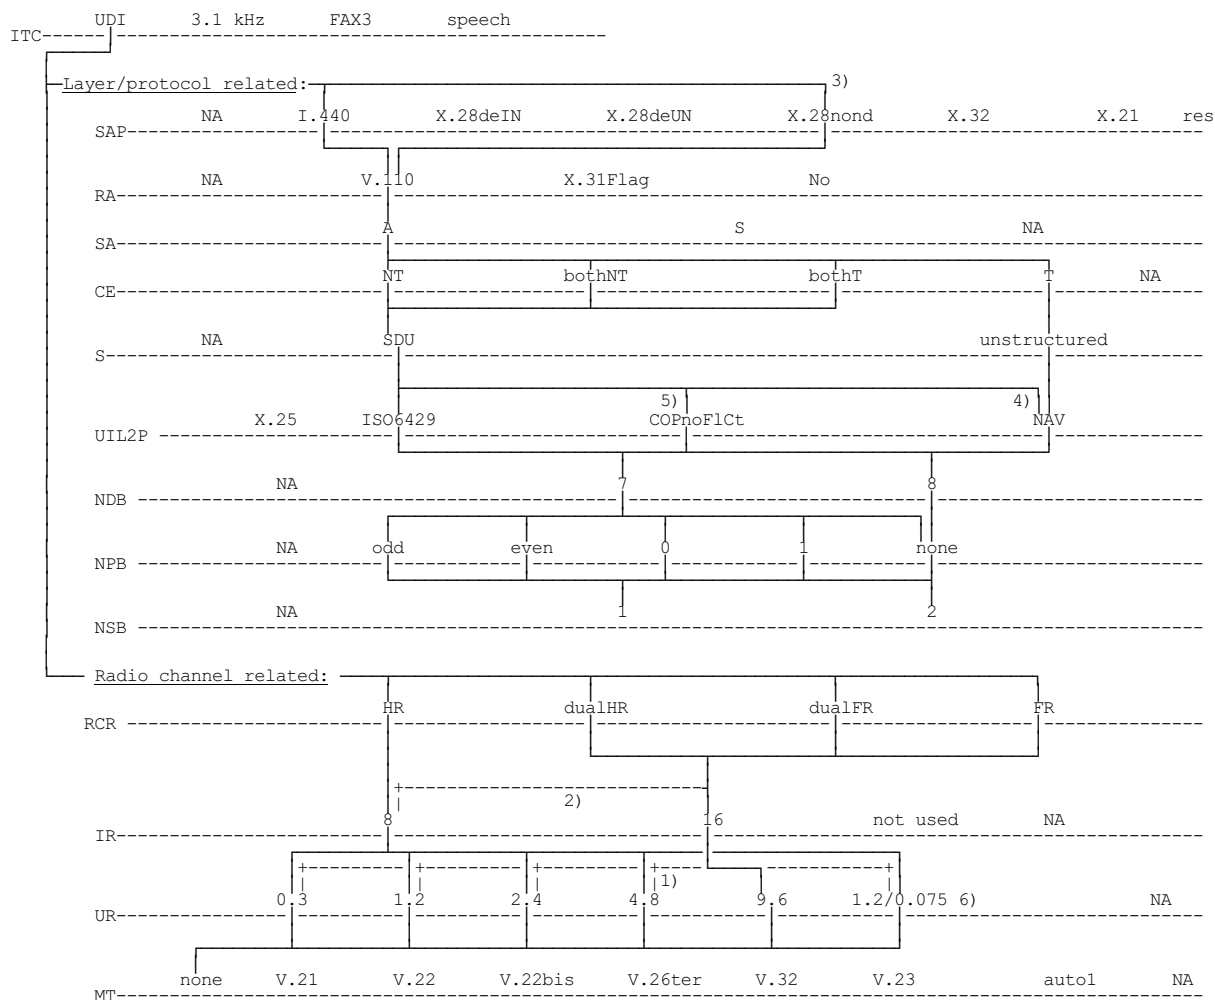 UDI 3.1 kHz FAX3 speech
ITC
Layer/protocol related: 3)
NA I.440 X.28deIN X.28deUN X.28nond X.32 X.21 res
SAP
NA V.110 X.31Flag No
RA
A S NA
SA
NT bothNT bothT T NA
CE
NA SDU unstructured
S
5) 4)
X.25 ISO6429 COPnoFlCt NAV
UIL2P
NA 7 8
NDB
NA odd even 0 1 none
NPB
NA 1 2
NSB
Radio channel related:
HR dualHR dualFR FR
RCR
2)
8 16 not used NA
IR
1)
0.3 1.2 2.4 4.8 9.6 1.2/0.075 6) NA
UR
none V.21 V.22 V.22bis V.26ter V.32 V.23 auto1 NA
MT